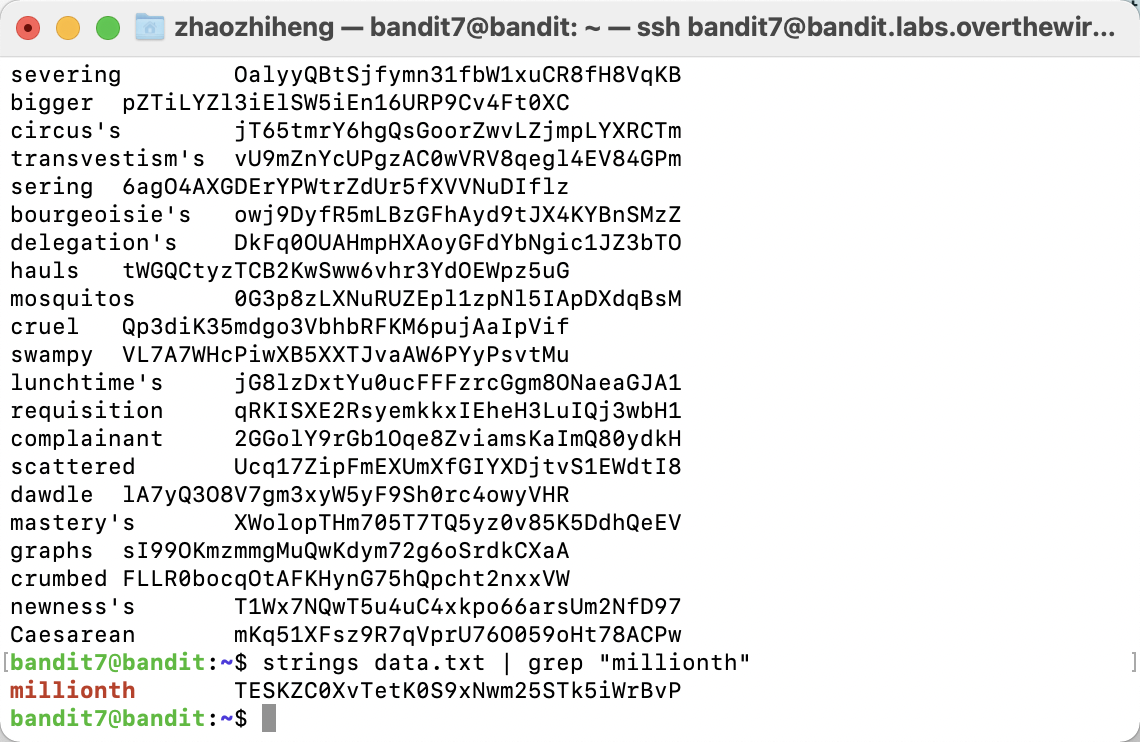 zhaozhiheng — bandit7@bandit: ~ — ssh bandit7@bandit.labs.overthewir...
severing        OalyyQBtSjfymn31fbW1xuCR8fH8VqKB
bigger  pZTiLYZl3iElSW5iEn16URP9Cv4Ft0XC
circus's        jT65tmrY6hgQsGoorZwvLZjmpLYXRCTm
transvestism's  vU9mZnYcUPgzAC0wVRV8qegl4EV84GPm
sering  6agO4AXGDErYPWtrZdUr5fXVVNuDIflz
bourgeoisie's   owj9DyfR5mLBzGFhAyd9tJX4KYBnSMzZ
delegation's    DkFq0OUAHmpHXAoyGFdYbNgic1JZ3bTO
hauls   tWGQCtyzTCB2KwSww6vhr3YdOEWpz5uG
mosquitos       0G3p8zLXNuRUZEpl1zpNl5IApDXdqBsM
cruel   Qp3diK35mdgo3VbhbRFKM6pujAaIpVif
swampy  VL7A7WHcPiwXB5XXTJvaAW6PYyPsvtMu
lunchtime's     jG8lzDxtYu0ucFFFzrcGgm8ONaeaGJA1
requisition     qRKISXE2RsyemkkxIEheH3LuIQj3wbH1
complainant     2GGolY9rGb1Oqe8ZviamsKaImQ80ydkH
scattered       Ucq17ZipFmEXUmXfGIYXDjtvS1EWdtI8
dawdle  lA7yQ3O8V7gm3xyW5yF9Sh0rc4owyVHR
mastery's       XWolopTHm705T7TQ5yz0v85K5DdhQeEV
graphs  sI99OKmzmmgMuQwKdym72g6oSrdkCXaA
crumbed FLLR0bocqOtAFKHynG75hQpcht2nxxVW
newness's       T1Wx7NQwT5u4uC4xkpo66arsUm2NfD97
Caesarean       mKq51XFsz9R7qVprU76O059oHt78ACPw
[bandit7@bandit:~$ strings data.txt | grep "millionth" ]
millionth       TESKZC0XvTetK0S9xNwm25STk5iWrBvP
bandit7@bandit:~$